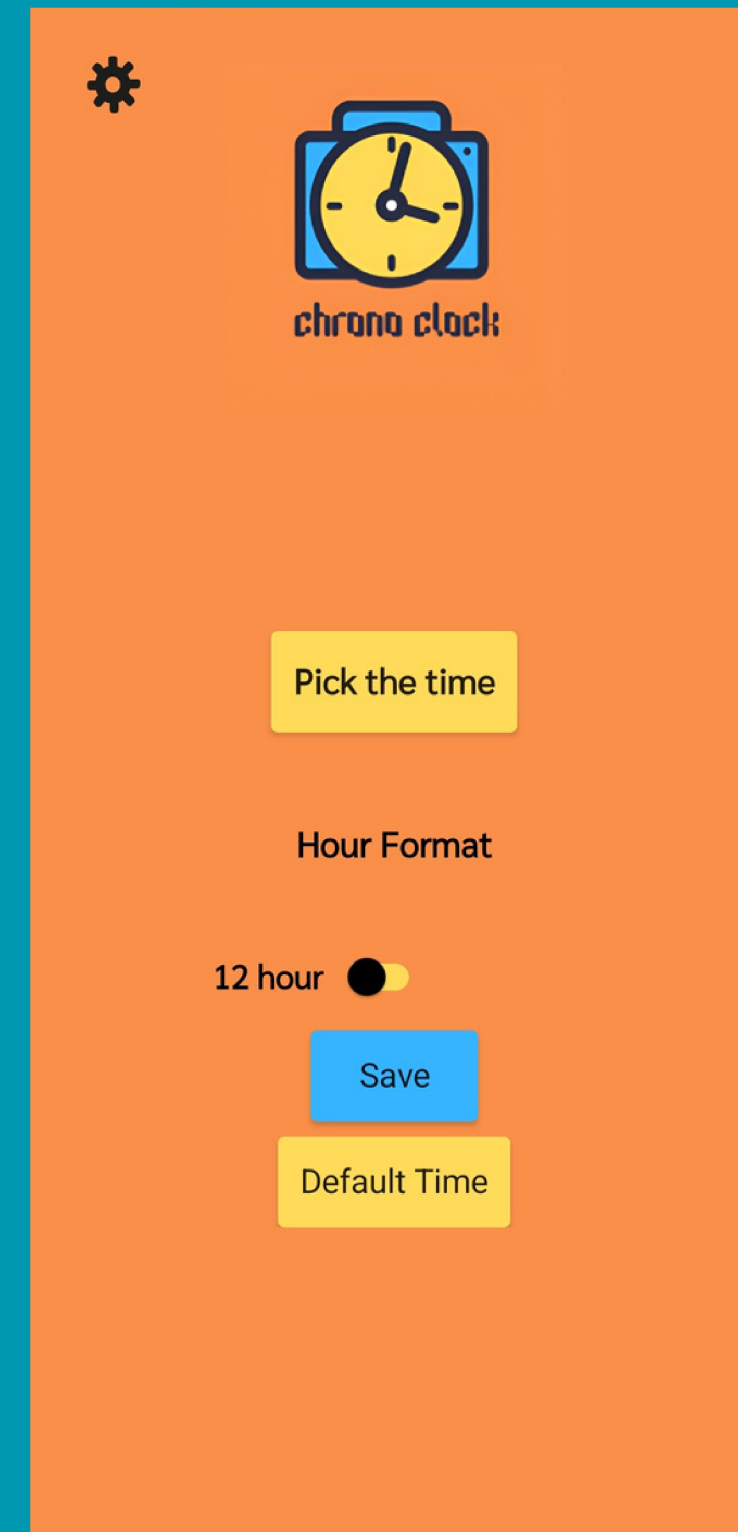 chrono clock
Pick the time
Hour Format
12 hour
Save
Default Time